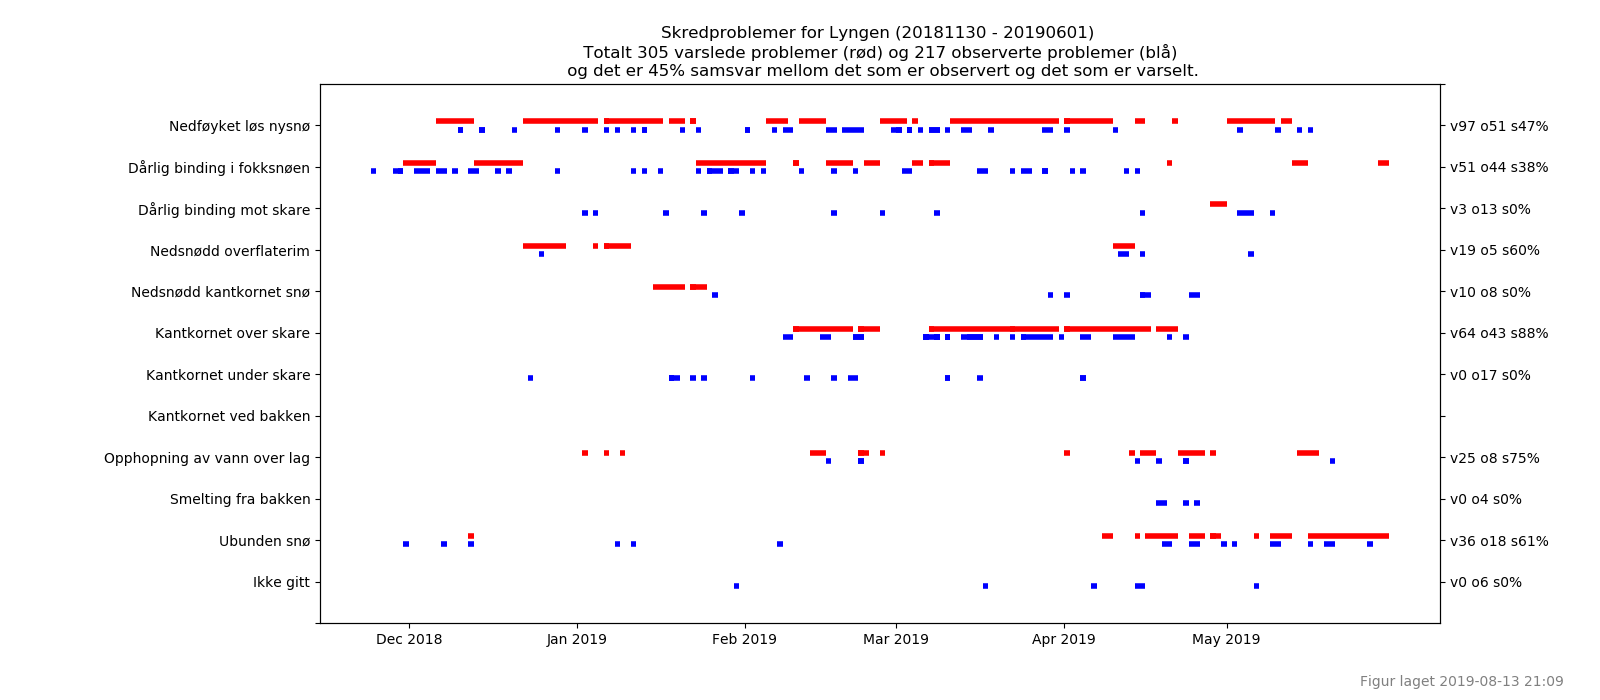 Skredproblemer for Lyngen (20181130 - 20190601)
Totalt 305 varslede problemer (rød) og 217 observerte problemer (blå)
og det er 45% samsvar mellom det som er observert og det som er varselt.
Nedføyket løs nysnø v97 o51 s47%
Dårlig binding i fokksnøen v51 o44 s38%
Dårlig binding mot skare v3 o13 s0%
Nedsnødd overflaterim v19 o5 s60%
Nedsnødd kantkornet snø v10 o8 s0%
Kantkornet over skare v64 o43 s88%
Kantkornet under skare v0 o17 s0%
Kantkornet ved bakken
Opphopning av vann over lag v25 o8 s75%
Smelting fra bakken v0 o4 s0%
Ubunden snø v36 o18 s61%
Ikke gitt v0 o6 s0%
Dec 2018 Jan 2019 Feb 2019 Mar 2019 Apr 2019 May 2019
Figur laget 2019-08-13 21:09